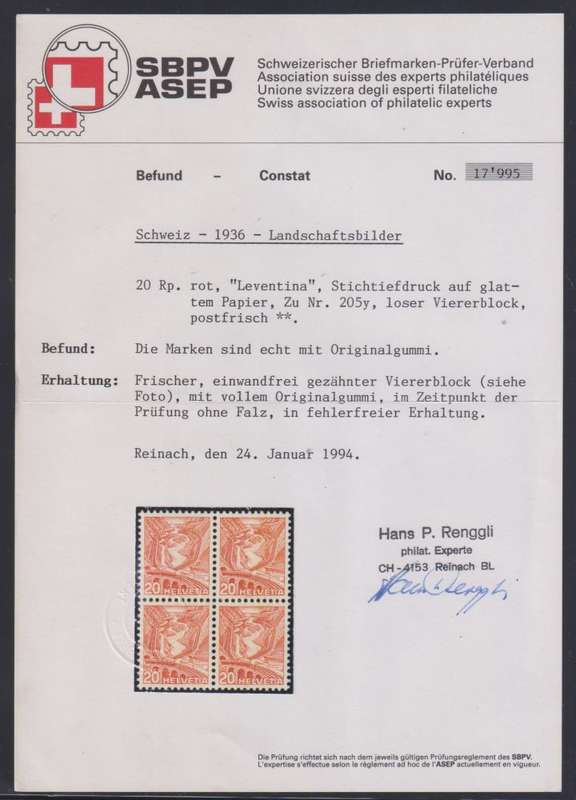 SBPV
ASEP
Schweizerischer Briefmarken-Prüfer-Verband
Association suisse des experts philatéliques
Unione svizzera degli esperti filateliche
Swiss association of philatelic experts
Befund – Constat No. 17'995
Schweiz - 1936 - Landschaftsbilder
20 Rp. rot, "Leventina", Stichtiefdruck auf glat-
tem Papier, Zu Nr. 205y, loser Viererblock,
postfrisch **.
Befund: Die Marken sind echt mit Originalgummi.
Erhaltung: Frischer, einwandfrei gezähnter Viererblock (siehe
Foto), mit vollem Originalgummi, im Zeitpunkt der
Prüfung ohne Falz, in fehlerfreier Erhaltung.
Reinach, den 24. Januar 1994.
Hans P. Renggli
philat. Experte
CH-4153 Reinach BL
20 HELVETIA 20 HELVETIA
20 HELVETIA 20 HELVETIA
Die Prüfung richtet sich nach dem jeweils gültigen Prüfungsreglement des SBPV.
L'expertise s'effectue selon le règlement ad hoc de l'ASEP actuellement en vigueur.